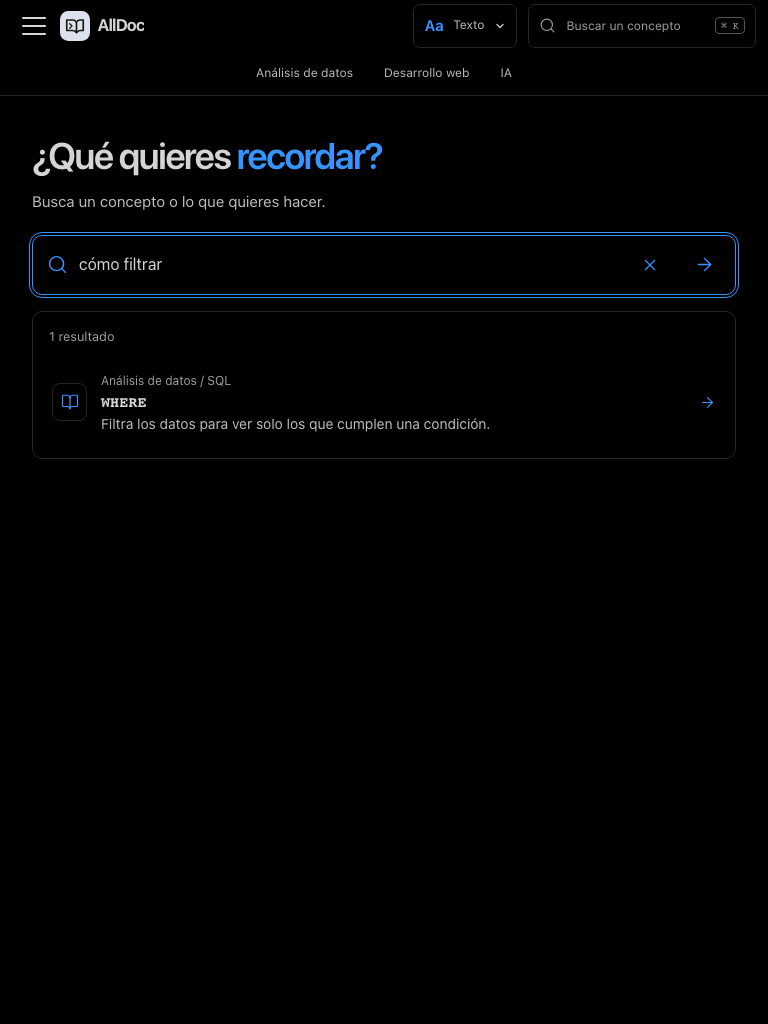 AllDoc
Aa Texto
Buscar un concepto ⌘ K
Análisis de datos Desarrollo web IA
¿Qué quieres recordar?
Busca un concepto o lo que quieres hacer.
cómo filtrar
1 resultado
Análisis de datos / SQL
WHERE
Filtra los datos para ver solo los que cumplen una condición.